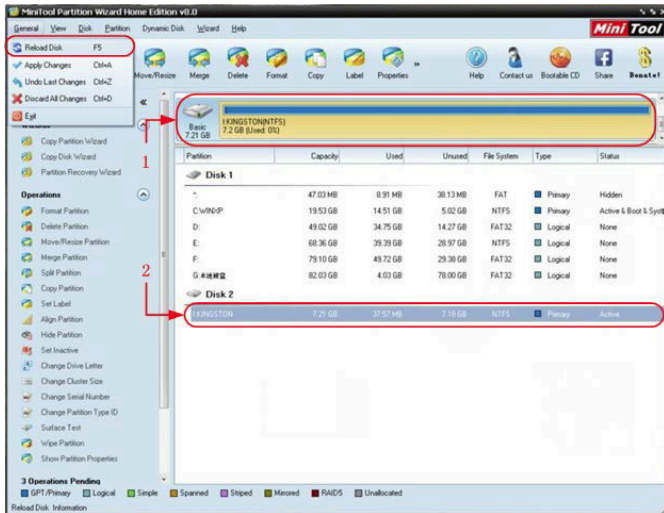 MiniTool Partition Wizard Home Edition v8.0
General View Disk Partition Dynamic Disk Wizard Help
Mini Tool
Reload Disk F5
Apply Changes Ctrl+A
Undo Last Changes Ctrl+Z
Discard All Changes Ctrl+D
Exit
Move/Resize Merge Delete Format Copy Label Properties » Help Contact us Bootable CD Share Donate!
«
Basic
7.21 GB
I:KINGSTON(NTFS)
7.2 GB (Used: 0%)
1
Copy Partition Wizard
Copy Disk Wizard
Partition Recovery Wizard
Operations
Format Partition
Delete Partition
Move/Resize Partition
Merge Partition
Split Partition
Copy Partition
Set Label
Align Partition
Hide Partition
Set Inactive
Change Drive Letter
Change Cluster Size
Change Serial Number
Change Partition Type ID
Surface Test
Wipe Partition
Show Partition Properties
3 Operations Pending
2
Partition Capacity Used Unused File System Type Status
Disk 1
*: 47.03 MB 8.91 MB 38.13 MB FAT Primary Hidden
C:WINXP 19.53 GB 14.51 GB 5.02 GB NTFS Primary Active & Boot & Syst
D: 49.02 GB 34.75 GB 14.27 GB FAT32 Logical None
E: 68.36 GB 39.39 GB 28.97 GB NTFS Logical None
F: 79.10 GB 49.72 GB 29.38 GB FAT32 Logical None
G:本地磁盘 82.03 GB 4.03 GB 78.00 GB FAT32 Logical None
Disk 2
I:KINGSTON 7.21 GB 37.57 MB 7.18 GB NTFS Primary Active
GPT/Primary Logical Simple Spanned Striped Mirrored RAID5 Unallocated
Reload Disk Information